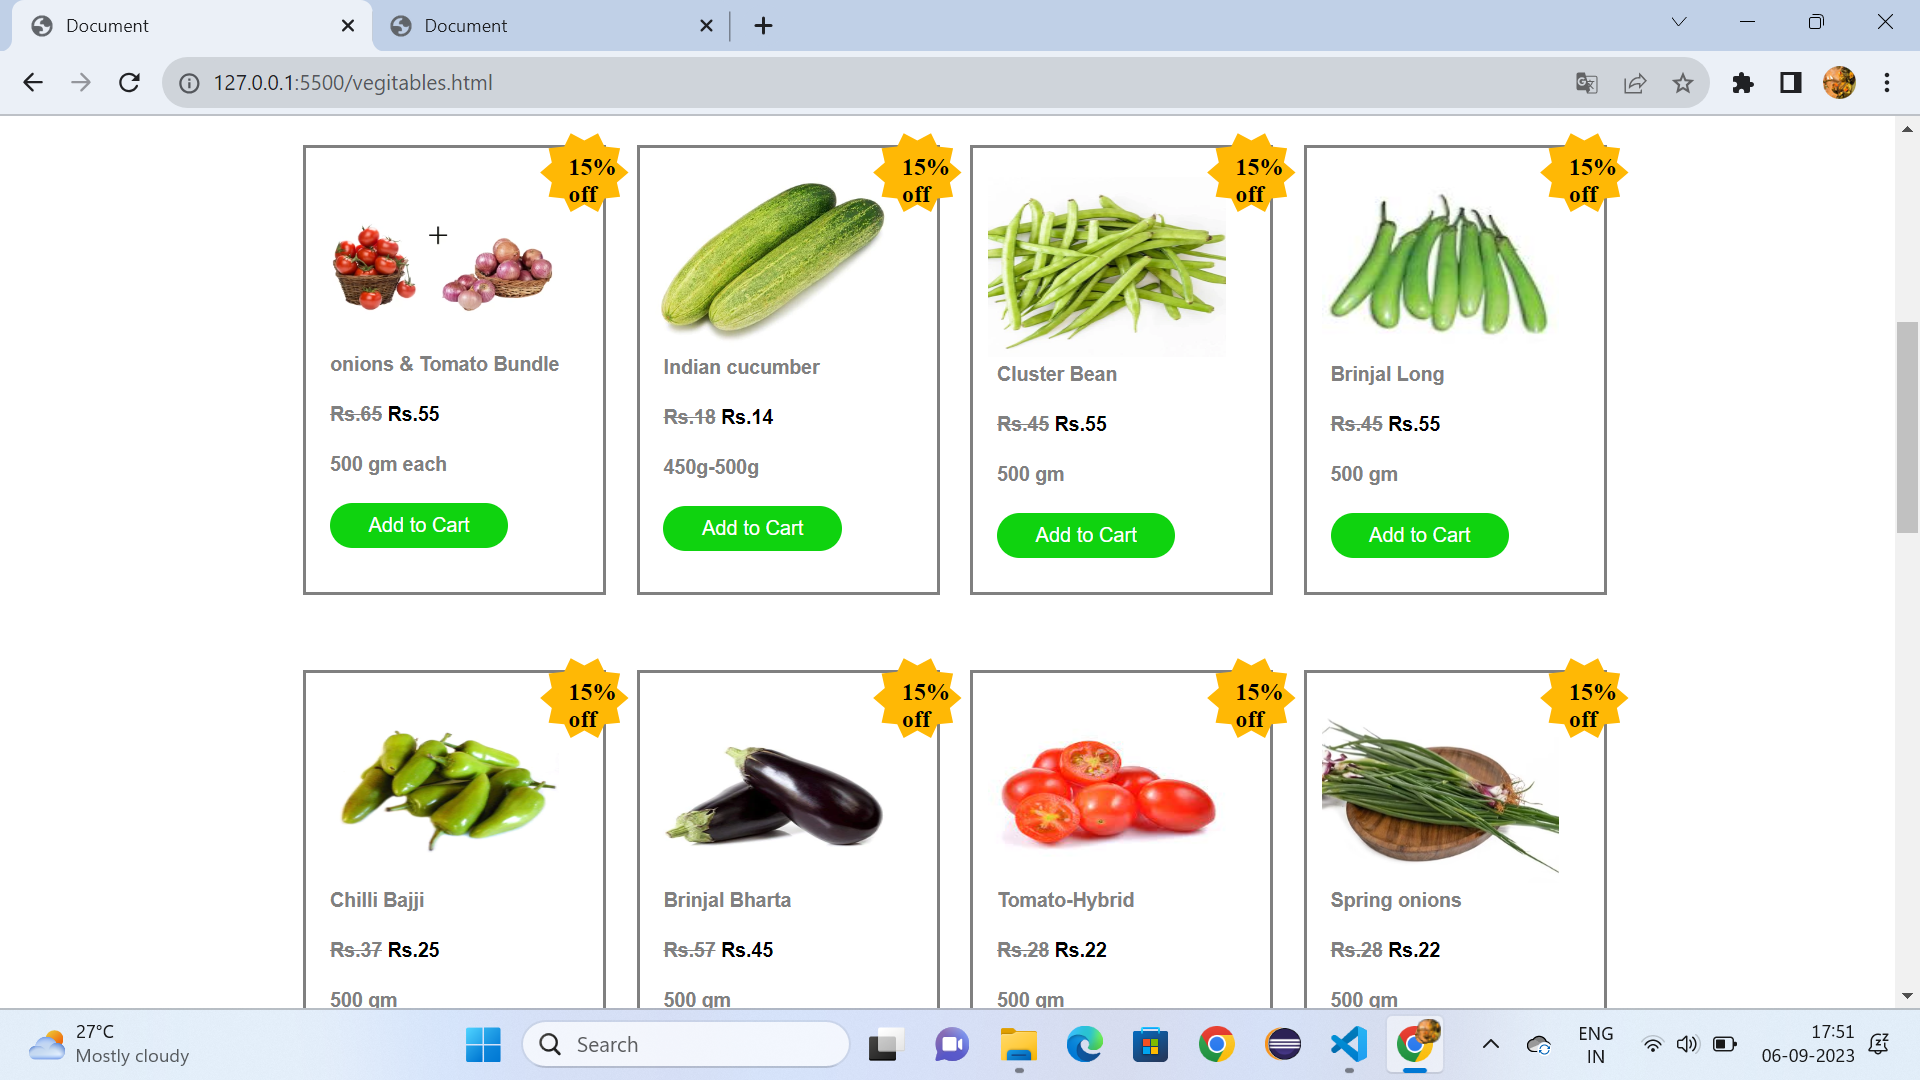 Document
Document
127.0.0.1:5500/vegitables.html
15%
off
15%
off
15%
off
15%
off
+
onions & Tomato Bundle
Rs.65 Rs.55
500 gm each
Add to Cart
Indian cucumber
Rs.18 Rs.14
450g-500g
Add to Cart
Cluster Bean
Rs.45 Rs.55
500 gm
Add to Cart
Brinjal Long
Rs.45 Rs.55
500 gm
Add to Cart
15%
off
15%
off
15%
off
15%
off
Chilli Bajji
Rs.37 Rs.25
500 gm
Brinjal Bharta
Rs.57 Rs.45
500 gm
Tomato-Hybrid
Rs.28 Rs.22
500 gm
Spring onions
Rs.28 Rs.22
500 gm
27°C
Mostly cloudy
Search
ENG
IN
17:51
06-09-2023